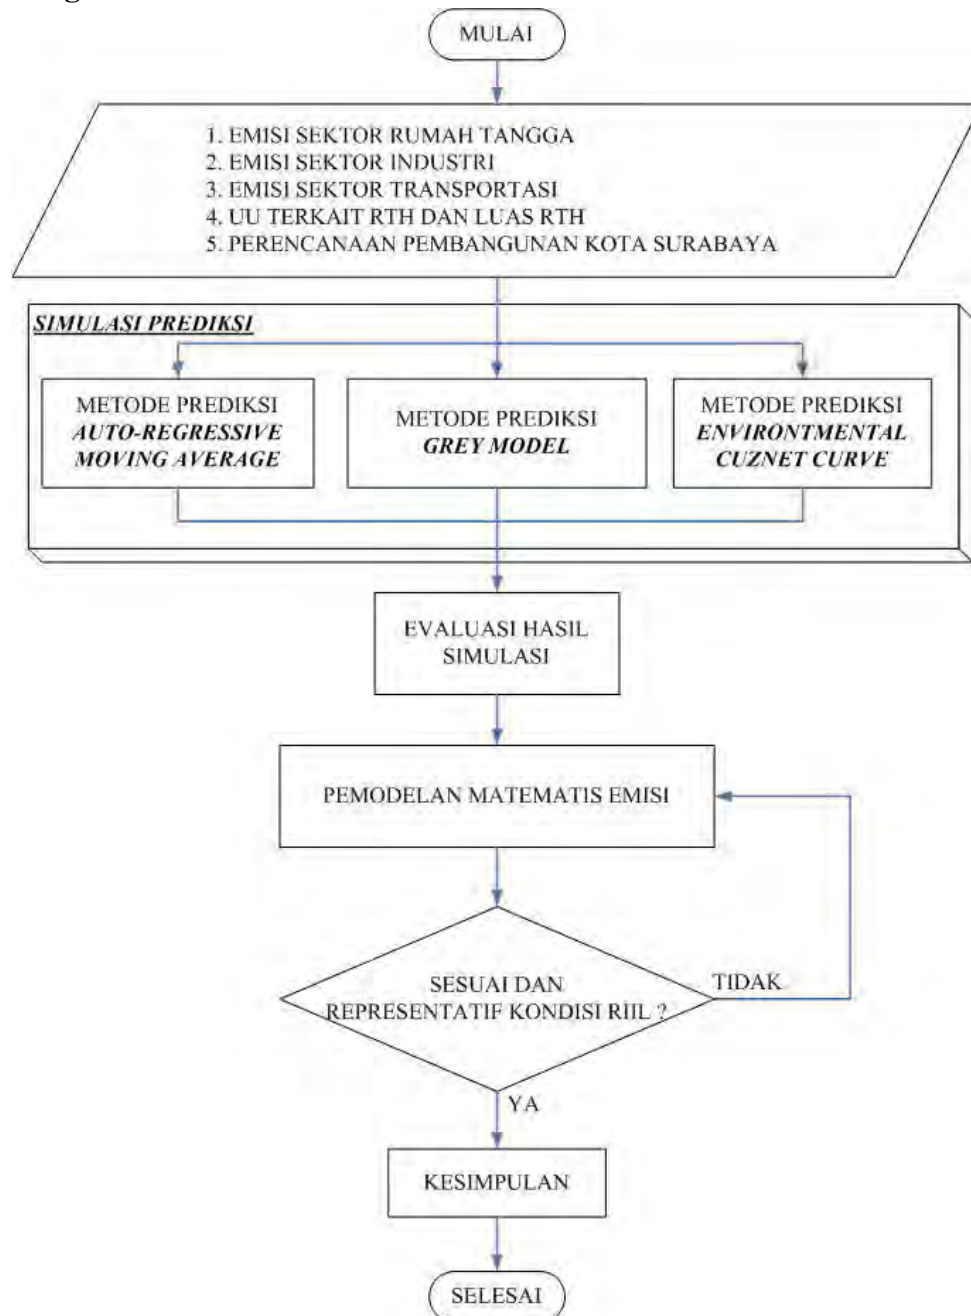 MULAI
1. EMISI SEKTOR RUMAH TANGGA
2. EMISI SEKTOR INDUSTRI
3. EMISI SEKTOR TRANSPORTASI
4. UU TERKAIT RTH DAN LUAS RTH
5. PERENCANAAN PEMBANGUNAN KOTA SURABAYA
SIMULASI PREDIKSI
METODE PREDIKSI
AUTO-REGRESSIVE
MOVING AVERAGE
METODE PREDIKSI
GREY MODEL
METODE PREDIKSI
ENVIRONTMENTAL
CUZNET CURVE
EVALUASI HASIL
SIMULASI
PEMODELAN MATEMATIS EMISI
SESUAI DAN
REPRESENTATIF KONDISI RIIL ?
TIDAK
YA
KESIMPULAN
SELESAI